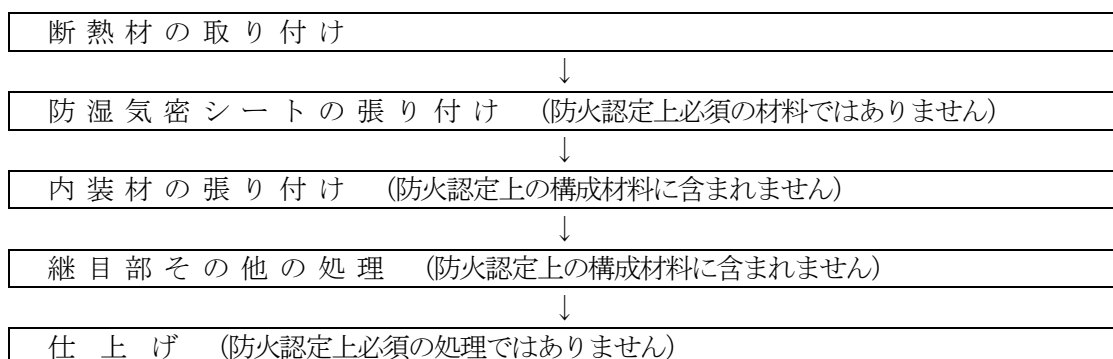 断熱材の取り付け
↓
防湿気密シートの張り付け (防火認定上必須の材料ではありません)
↓
内装材の張り付け (防火認定上の構成材料に含まれません)
↓
継目部その他の処理 (防火認定上の構成材料に含まれません)
↓
仕上げ (防火認定上必須の処理ではありません)